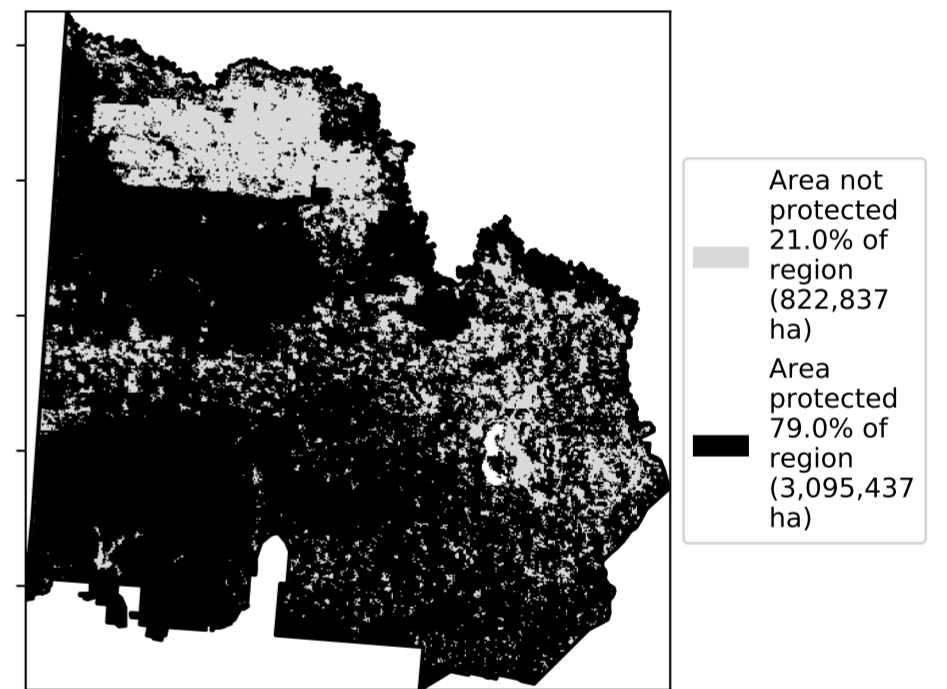 Area not
protected
21.0% of
region
(822,837
ha)
Area
protected
79.0% of
region
(3,095,437
ha)